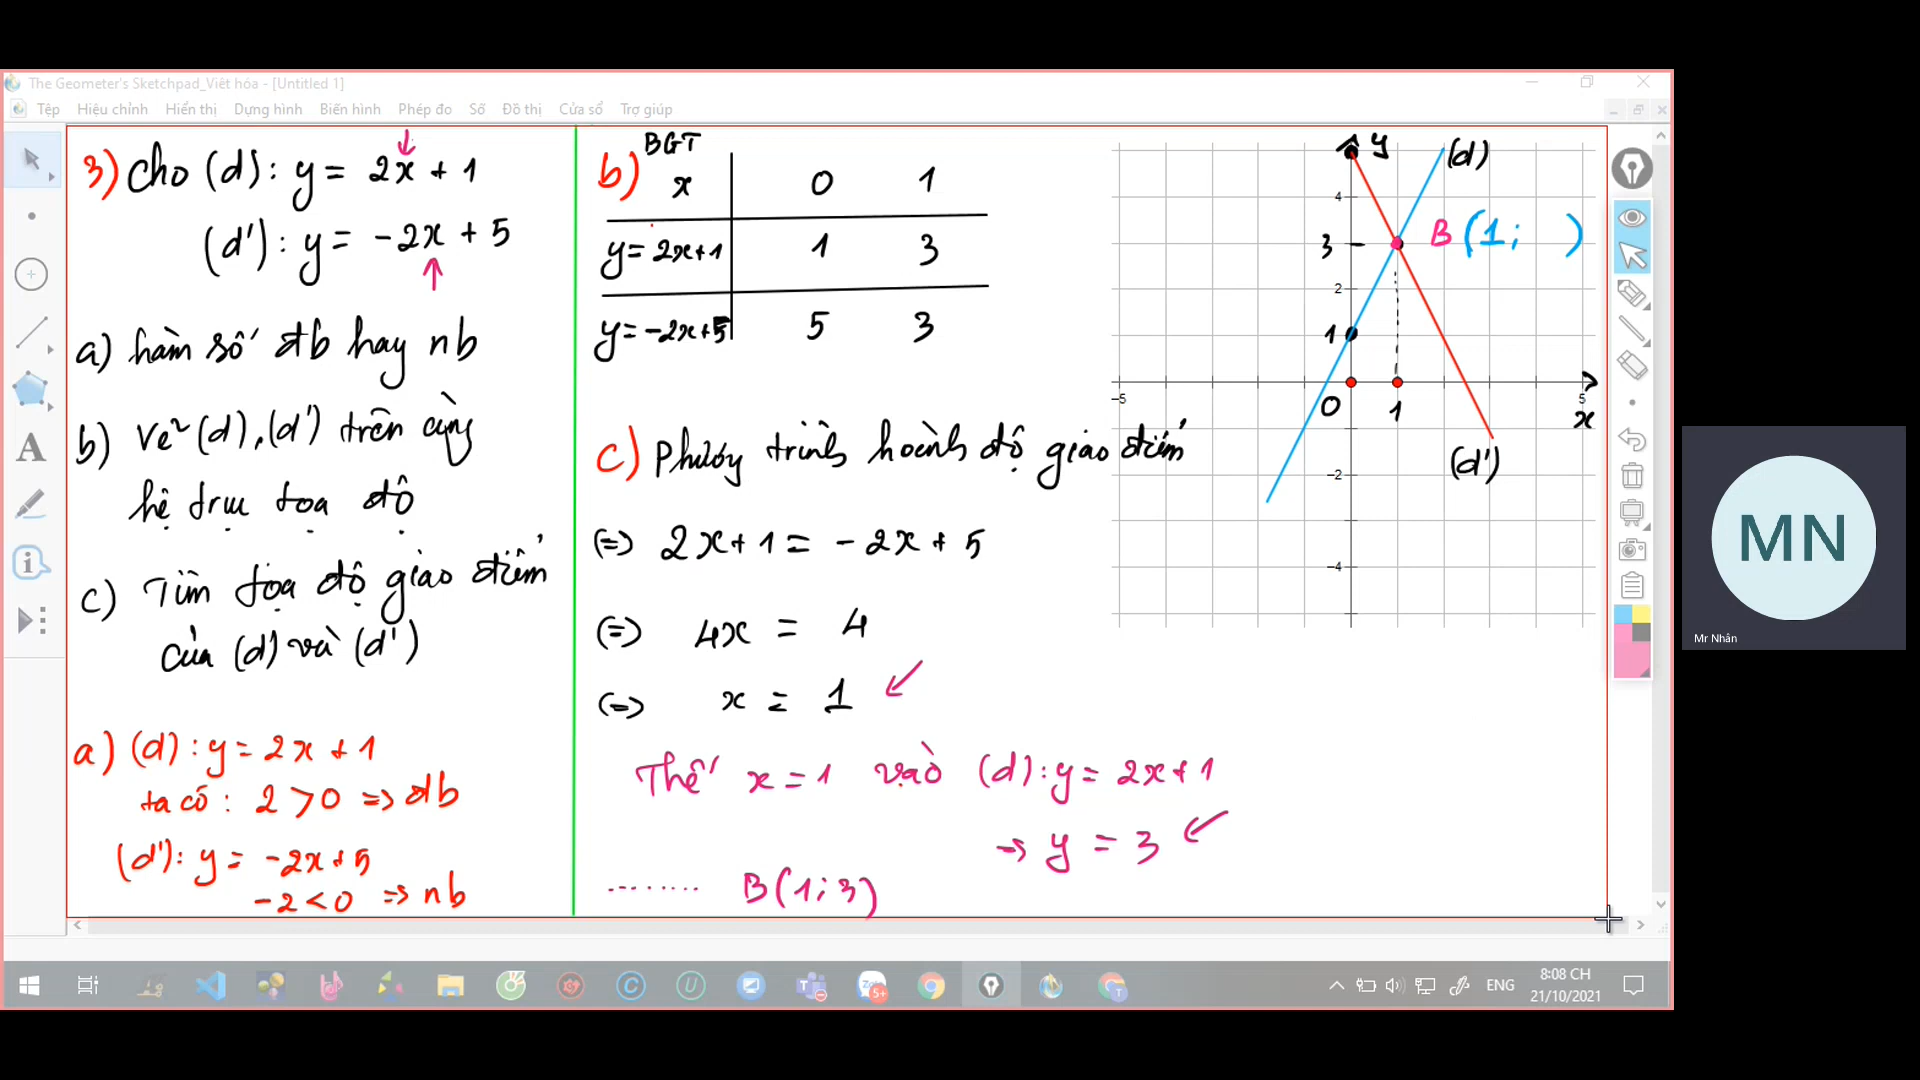 The Geometer's Sketchpad_Việt hóa - [Untitled 1]
Tệp Hiệu chỉnh Hiển thị Dựng hình Biến hình Phép đo Số Đồ thị Cửa sổ Trợ giúp
3) Cho (d): y = 2x + 1
(d'): y = -2x + 5
a) hàm số đb hay nb
b) Vẽ (d), (d') trên cùng
hệ trục tọa độ
c) Tìm tọa độ giao điểm
của (d) và (d')
a) (d): y = 2x + 1
ta có: 2 > 0 => đb
(d'): y = -2x + 5
-2 < 0 => nb
b) BGT
x 0 1
y = 2x+1 1 3
y = -2x+5 5 3
c) Phương trình hoành độ giao điểm
(=) 2x + 1 = -2x + 5
(=) 4x = 4
(=) x = 1
Thế x = 1 vào (d): y = 2x + 1
=> y = 3
........ B(1; 3)
y
(d)
4
3
B (1; )
2
1
-5
0
1
5
x
-2
(d')
-4
MN
Mr Nhân
A
5+
ENG
8:08 CH
21/10/2021